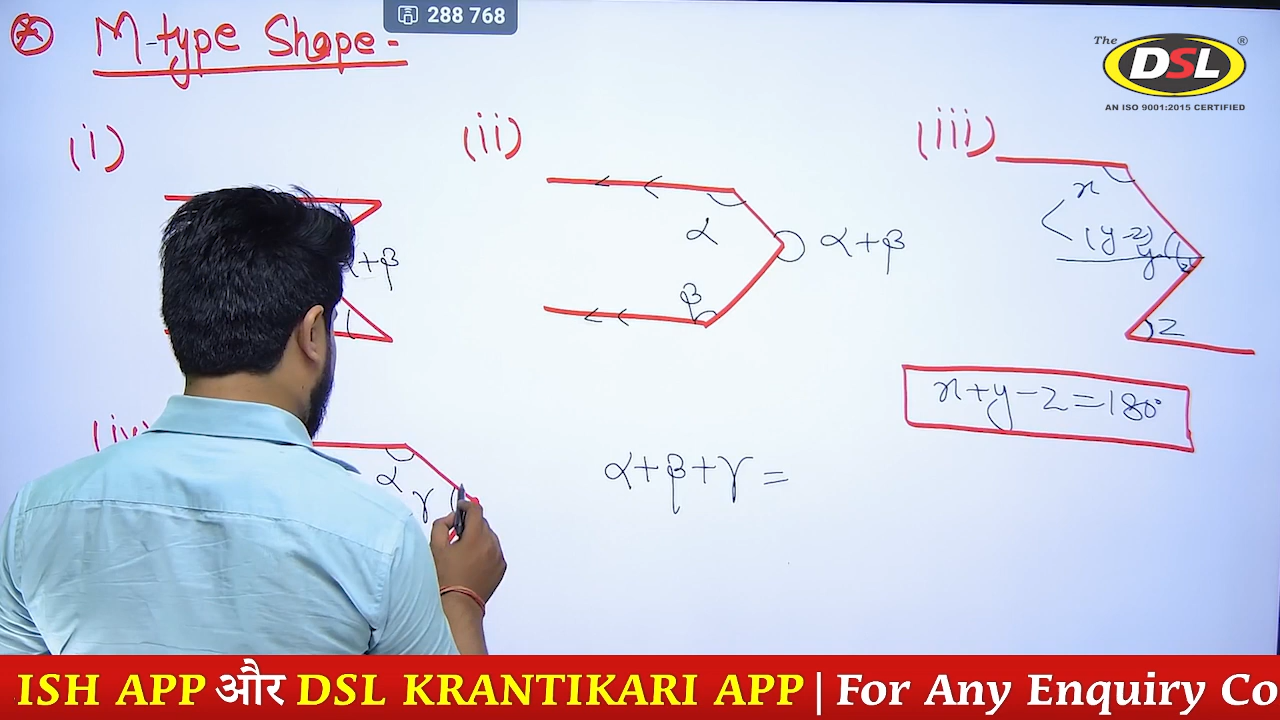 288 768
The DSL ®
AN ISO 9001:2015 CERTIFIED
M-type Shape-
(i)
α+β
(ii)
α
β
α+β
(iii)
x
(y-z)
y
z
z
x+y-z=180°
(iv)
α
γ
α+β+γ=
ISH APP और DSL KRANTIKARI APP | For Any Enquiry Co